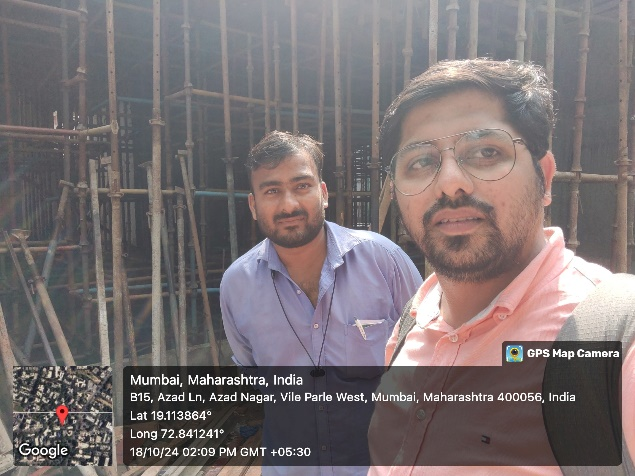 GPS Map Camera
Mumbai, Maharashtra, India
B15, Azad Ln, Azad Nagar, Vile Parle West, Mumbai, Maharashtra 400056, India
Lat 19.113864°
Long 72.841241°
18/10/24 02:09 PM GMT +05:30
Google